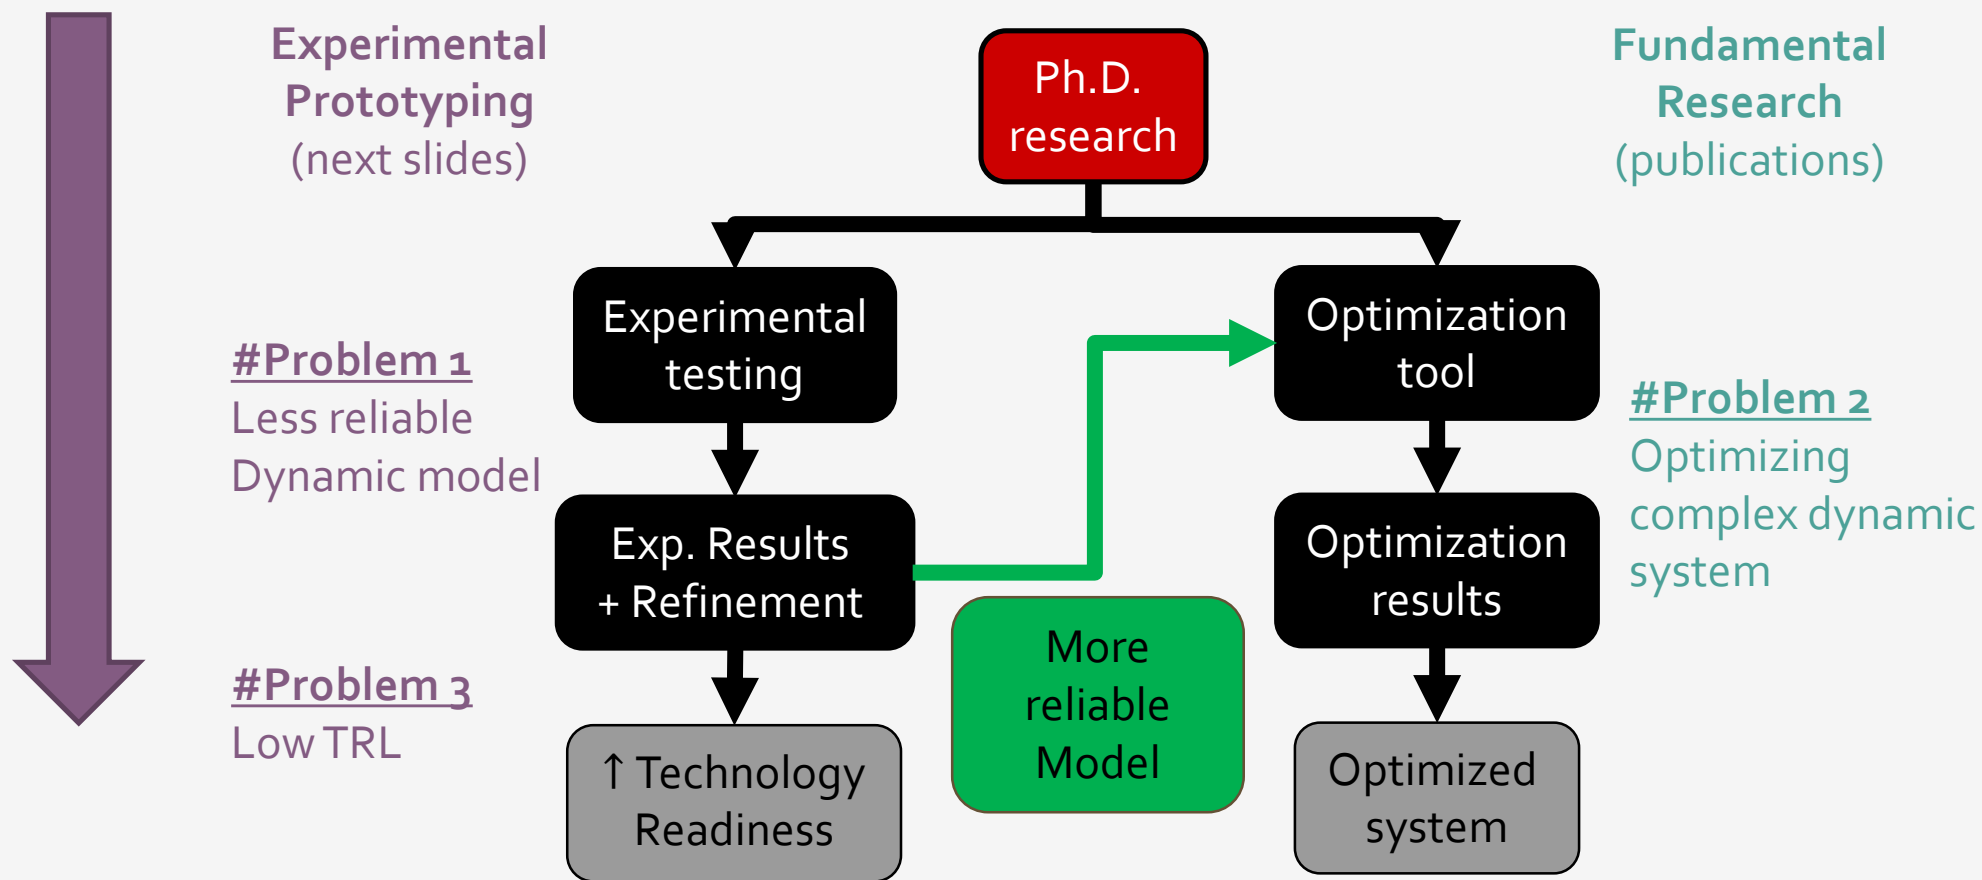 Experimental
Prototyping
(next slides)
Ph.D.
research
Fundamental
Research
(publications)
#Problem 1
Less reliable
Dynamic model
Experimental
testing
Optimization
tool
#Problem 2
Optimizing
complex dynamic
system
Exp. Results
+ Refinement
Optimization
results
More
reliable
Model
#Problem 3
Low TRL
↑ Technology
Readiness
Optimized
system